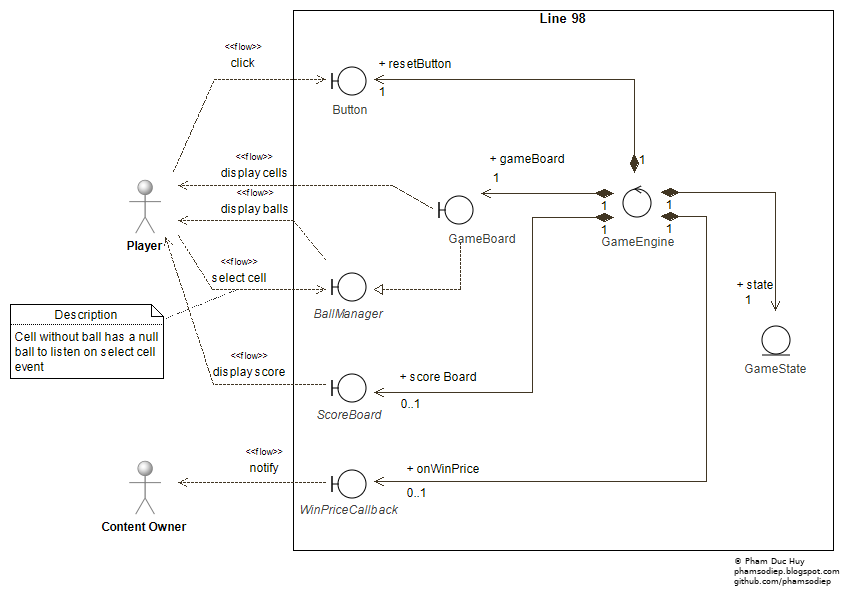 Line 98
<<flow>>
click
+ resetButton
1
Button
1
<<flow>>
display cells
+ gameBoard
1
<<flow>>
display balls
1
1
1
1
GameBoard
GameEngine
Player
<<flow>>
select cell
+ state
1
BallManager
Description
Cell without ball has a null
ball to listen on select cell
event
<<flow>>
display score
+ score Board
0..1
ScoreBoard
GameState
<<flow>>
notify
+ onWinPrice
0..1
WinPriceCallback
Content Owner
© Pham Duc Huy
phamsodiep.blogspot.com
github.com/phamsodiep